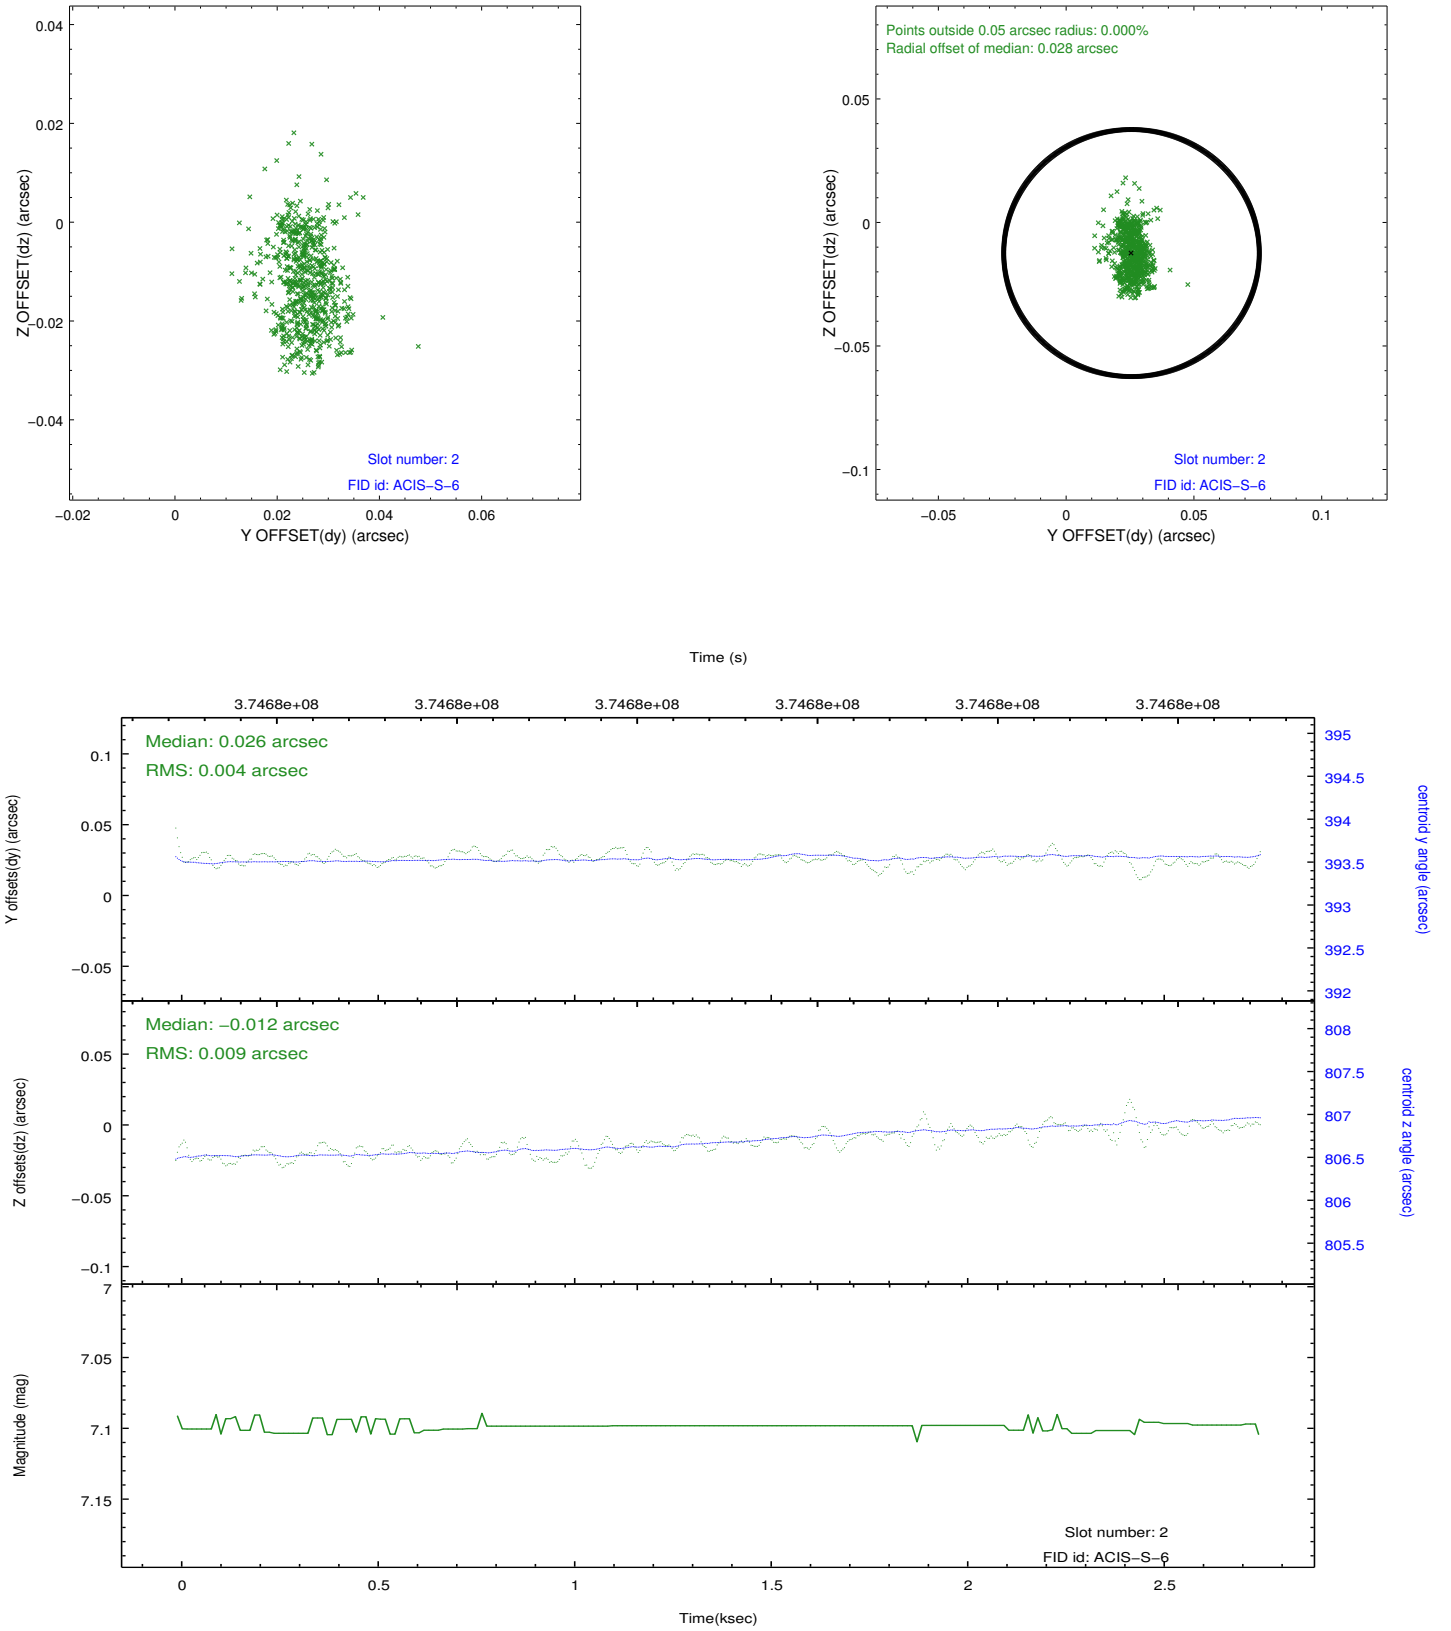 0.04
0.02
0
−0.02
−0.04
Z OFFSET(dz) (arcsec)
Slot number: 2
FID id: ACIS−S−6
−0.02
0
0.02
0.04
0.06
Y OFFSET(dy) (arcsec)
Points outside 0.05 arcsec radius: 0.000%
Radial offset of median: 0.028 arcsec
0.05
0
−0.05
−0.1
Z OFFSET(dz) (arcsec)
Slot number: 2
FID id: ACIS−S−6
−0.05
0
0.05
0.1
Y OFFSET(dy) (arcsec)
Time (s)
3.7468e+08
3.7468e+08
3.7468e+08
3.7468e+08
3.7468e+08
3.7468e+08
Median: 0.026 arcsec
RMS: 0.004 arcsec
0.1
0.05
0
−0.05
Y offsets(dy) (arcsec)
395
394.5
394
393.5
393
392.5
392
centroid y angle (arcsec)
Median: −0.012 arcsec
RMS: 0.009 arcsec
0.05
0
−0.05
−0.1
Z offsets(dz) (arcsec)
808
807.5
807
806.5
806
805.5
centroid z angle (arcsec)
7
7.05
7.1
7.15
Magnitude (mag)
Slot number: 2
FID id: ACIS−S−6
0
0.5
1
1.5
2
2.5
Time(ksec)